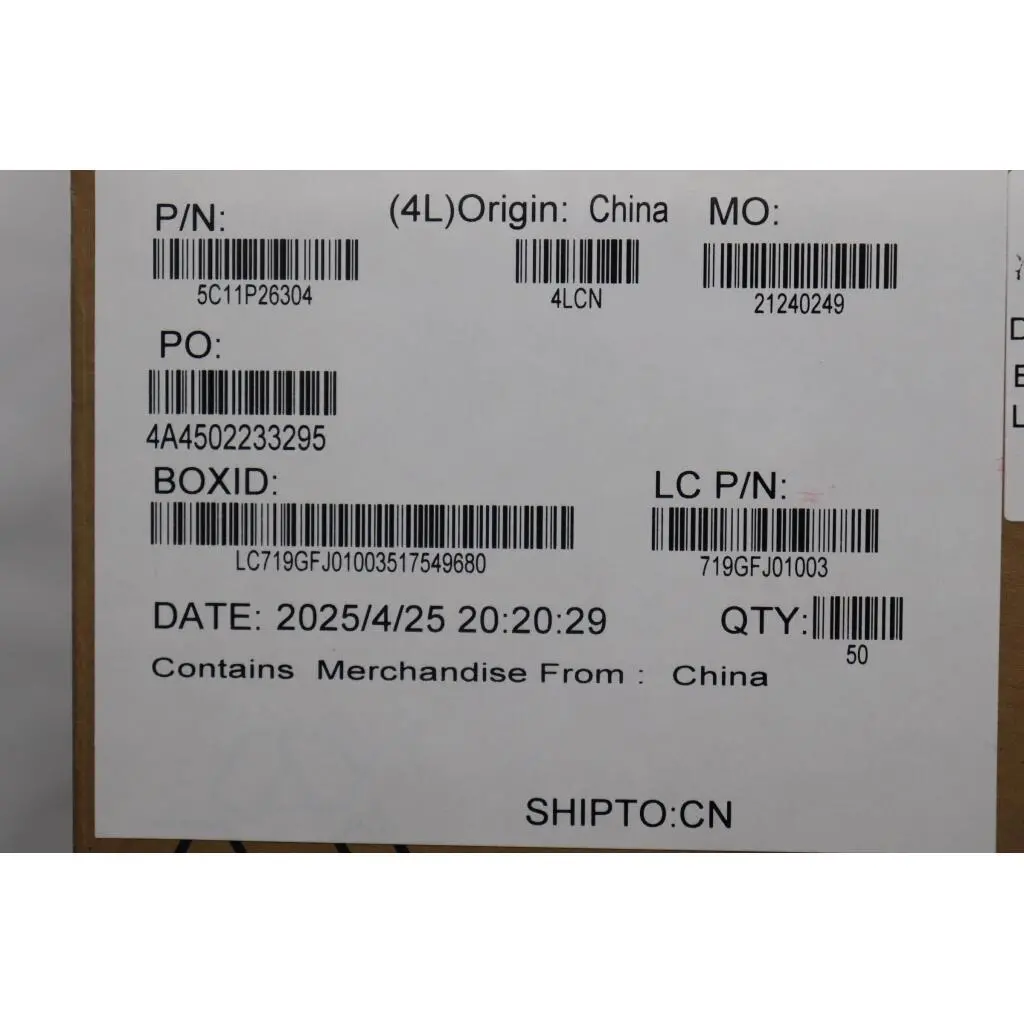 P/N: (4L)Origin: China MO:
5C11P26304 4LCN 21240249
PO:
4A4502233295
BOXID: LC P/N:
LC719GFJ01003517549680 719GFJ01003
DATE: 2025/4/25 20:20:29 QTY:
50
Contains Merchandise From : China
SHIPTO:CN